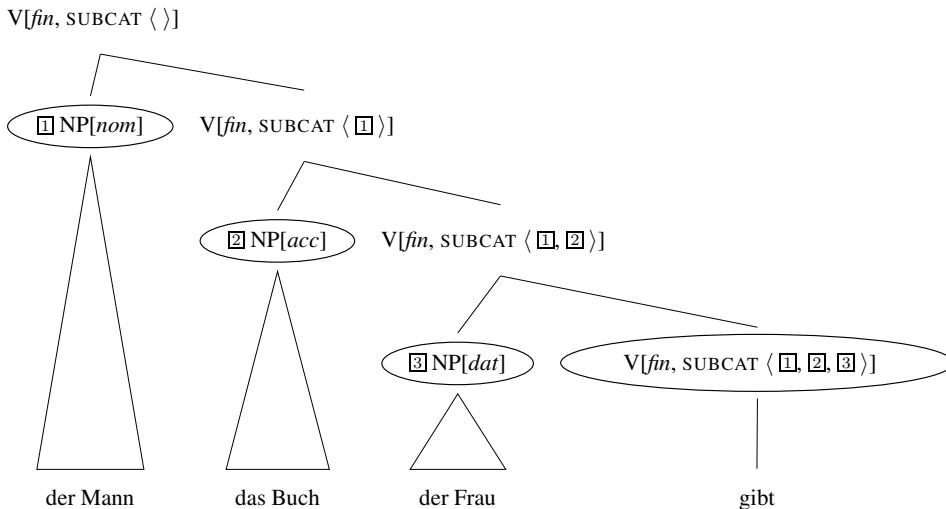 V[fin, SUBCAT ⟨ ⟩]
1 NP[nom] V[fin, SUBCAT ⟨ 1 ⟩]
2 NP[acc] V[fin, SUBCAT ⟨ 1, 2 ⟩]
3 NP[dat] V[fin, SUBCAT ⟨ 1, 2, 3 ⟩]
der Mann das Buch der Frau gibt